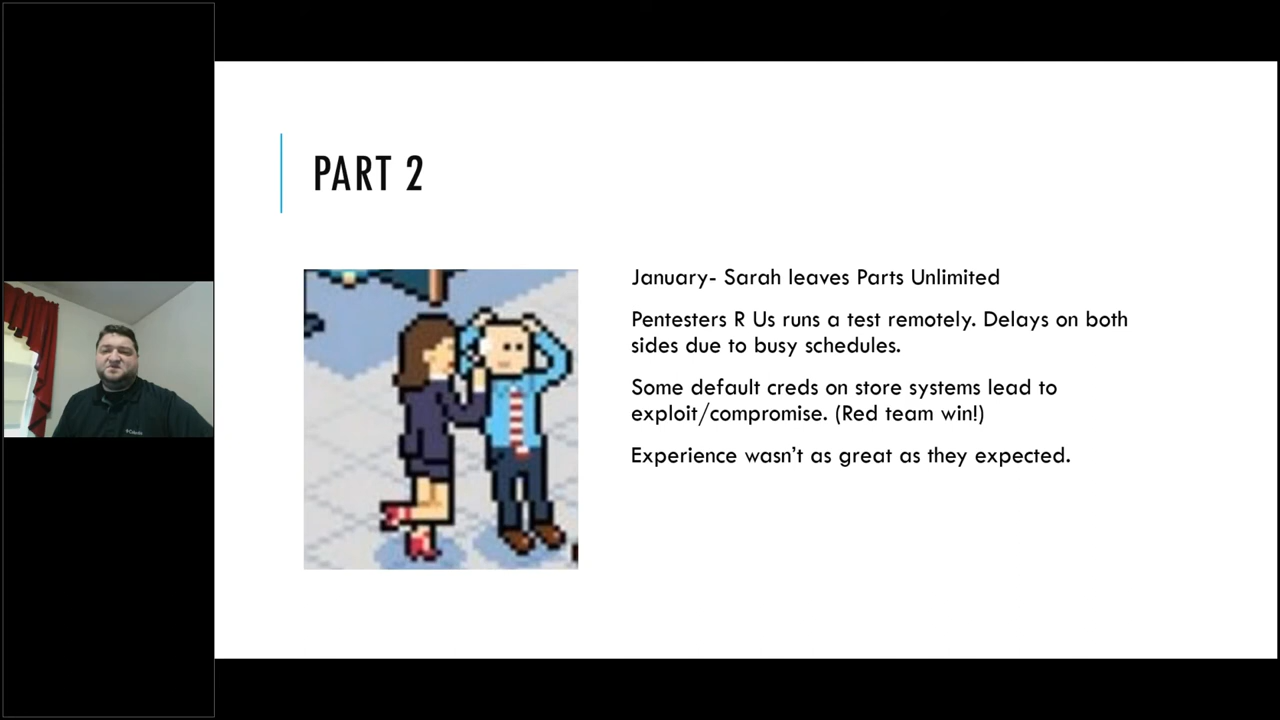 PART 2
January- Sarah leaves Parts Unlimited
Pentesters R Us runs a test remotely. Delays on both
sides due to busy schedules.
Some default creds on store systems lead to
exploit/compromise. (Red team win!)
Experience wasn't as great as they expected.